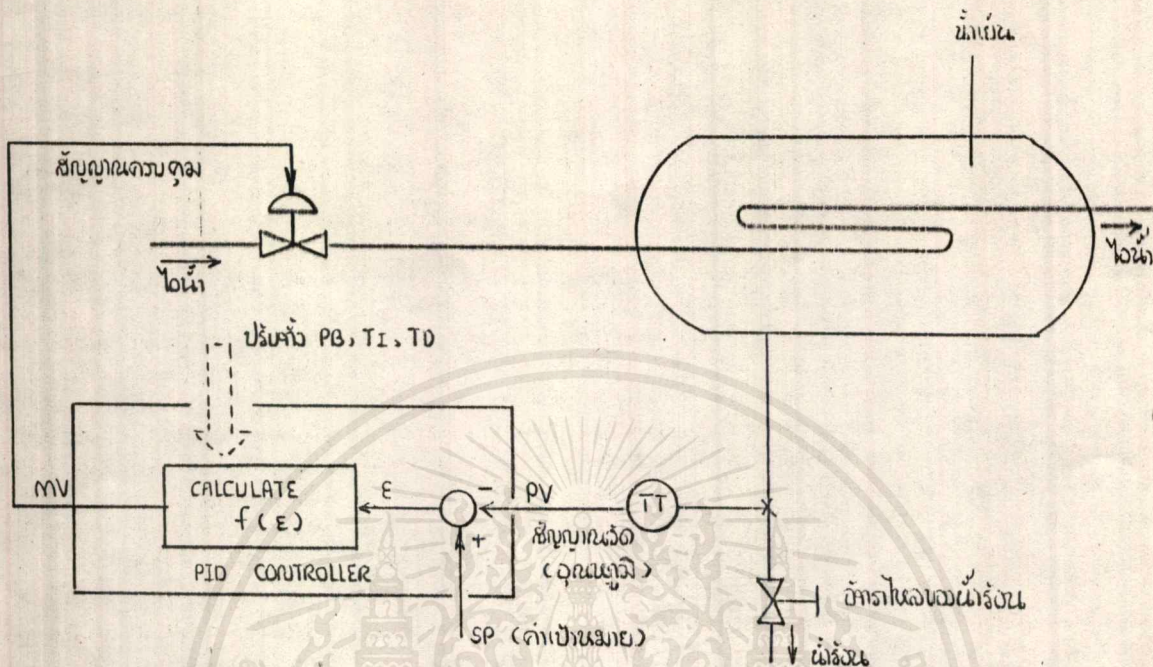 น้ำเย็น
สัญญาณควบคุม
ไอน้ำ
ไอน้ำ
ปรับตั้ง PB, TI, TD
MV
CALCULATE
f(ε)
ε
-
+
PV
TT
สัญญาณวัด
(อุณหภูมิ)
PID CONTROLLER
SP (ค่าเป้าหมาย)
อัตราไหลของน้ำร้อน
น้ำร้อน